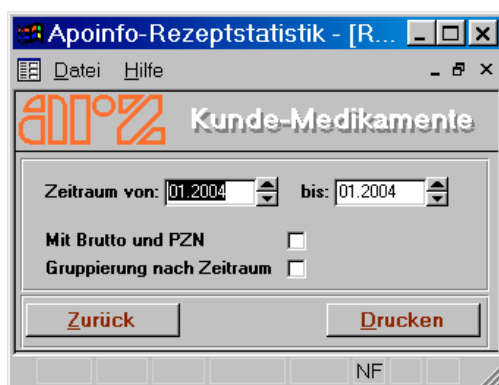 Apoinfo-Rezeptstatistik - [R...
Datei Hilfe
arz Kunde-Medikamente
Zeitraum von: 01.2004 bis: 01.2004
Mit Brutto und PZN
Gruppierung nach Zeitraum
Zurück Drucken
NF